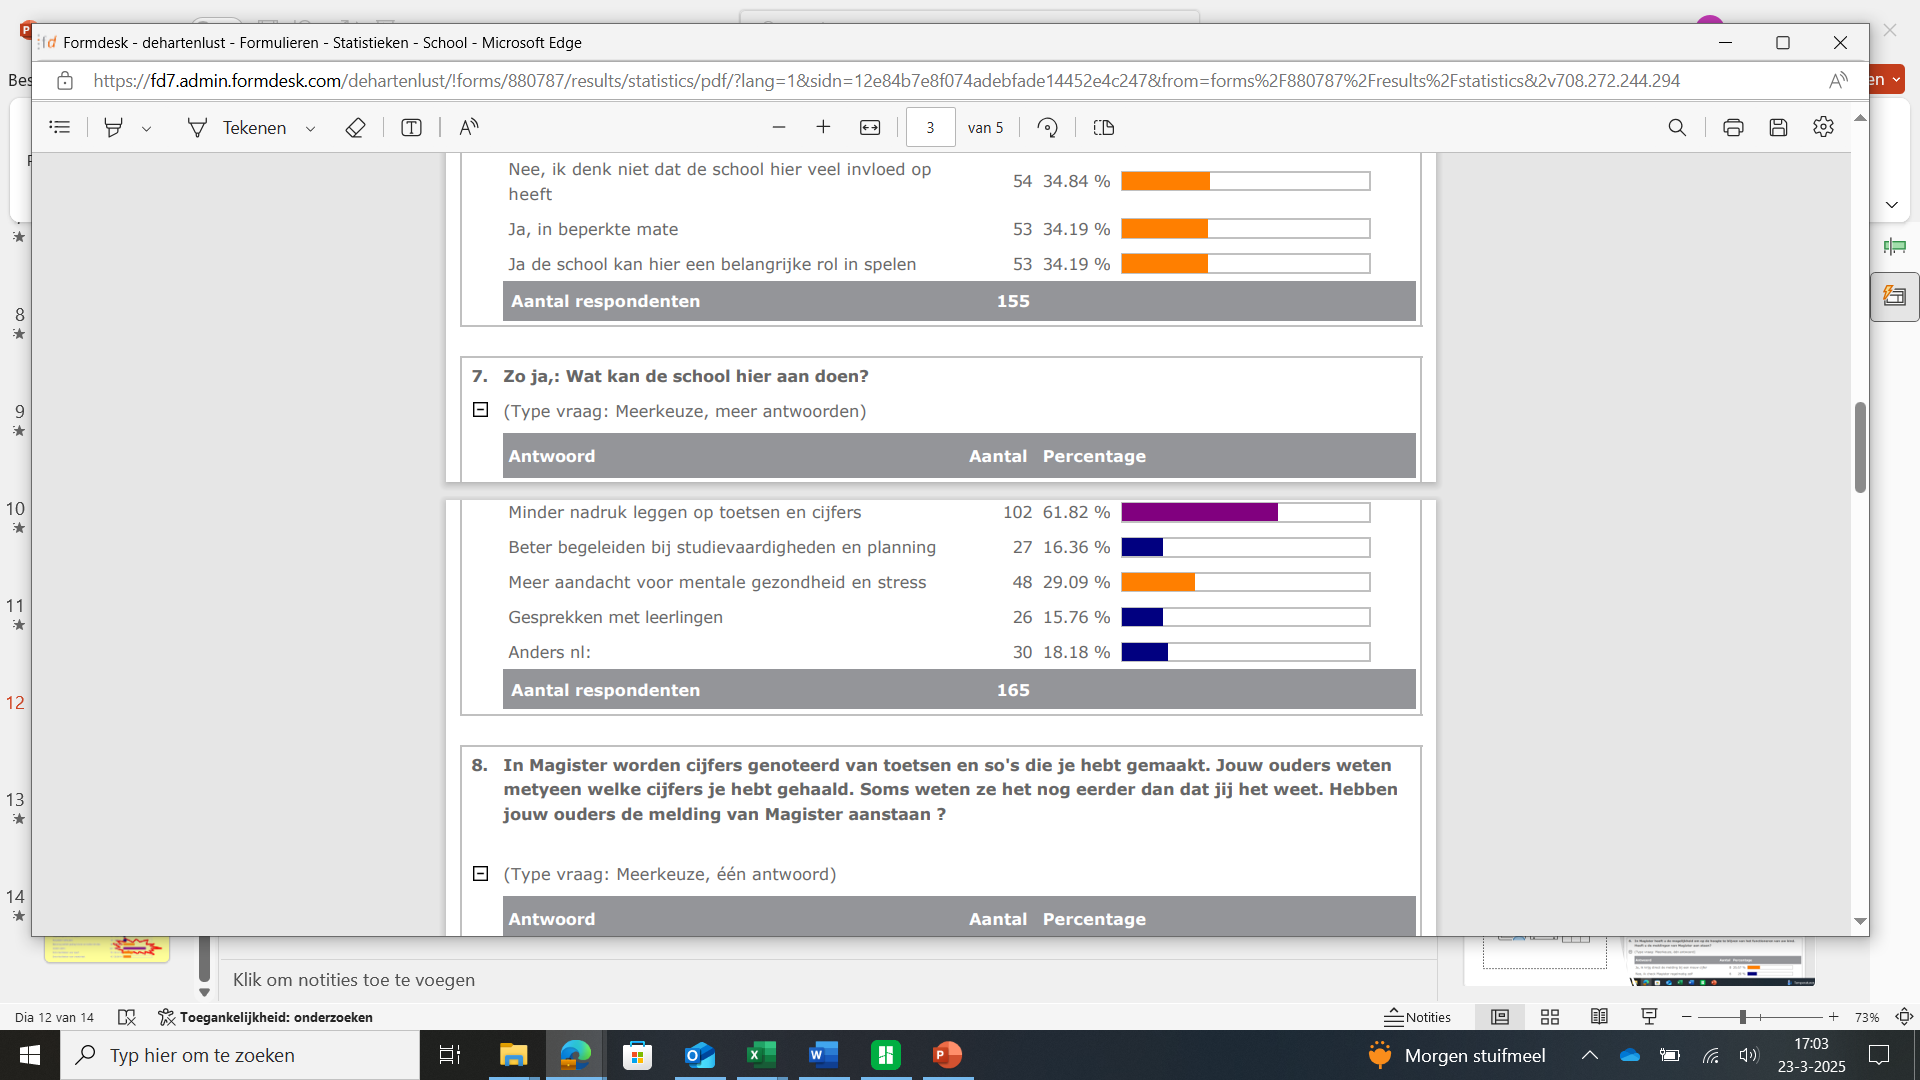 Formdesk - dehartenlust - Formulieren - Statistieken - School - Microsoft Edge
https://fd7.admin.formdesk.com/dehartenlust/!forms/880787/results/statistics/pdf/?lang=1&sidn=12e84b7e8f074adebfade14452e4c247&from=forms%2F880787%2Fresults%2Fstatistics&2v708.272.244.294
Tekenen
3 van 5
Nee, ik denk niet dat de school hier veel invloed op
heeft
54 34.84 %
Ja, in beperkte mate 53 34.19 %
Ja de school kan hier een belangrijke rol in spelen 53 34.19 %
Aantal respondenten 155
7. Zo ja,: Wat kan de school hier aan doen?
(Type vraag: Meerkeuze, meer antwoorden)
Antwoord Aantal Percentage
Minder nadruk leggen op toetsen en cijfers 102 61.82 %
Beter begeleiden bij studievaardigheden en planning 27 16.36 %
Meer aandacht voor mentale gezondheid en stress 48 29.09 %
Gesprekken met leerlingen 26 15.76 %
Anders nl: 30 18.18 %
Aantal respondenten 165
8. In Magister worden cijfers genoteerd van toetsen en so's die je hebt gemaakt. Jouw ouders weten
metyeen welke cijfers je hebt gehaald. Soms weten ze het nog eerder dan dat jij het weet. Hebben
jouw ouders de melding van Magister aanstaan ?
(Type vraag: Meerkeuze, één antwoord)
Antwoord Aantal Percentage
8
9
10
11
12
13
14
Klik om notities toe te voegen
Dia 12 van 14
Toegankelijkheid: onderzoeken
Notities
73%
Typ hier om te zoeken
Morgen stuifmeel
17:03
23-3-2025